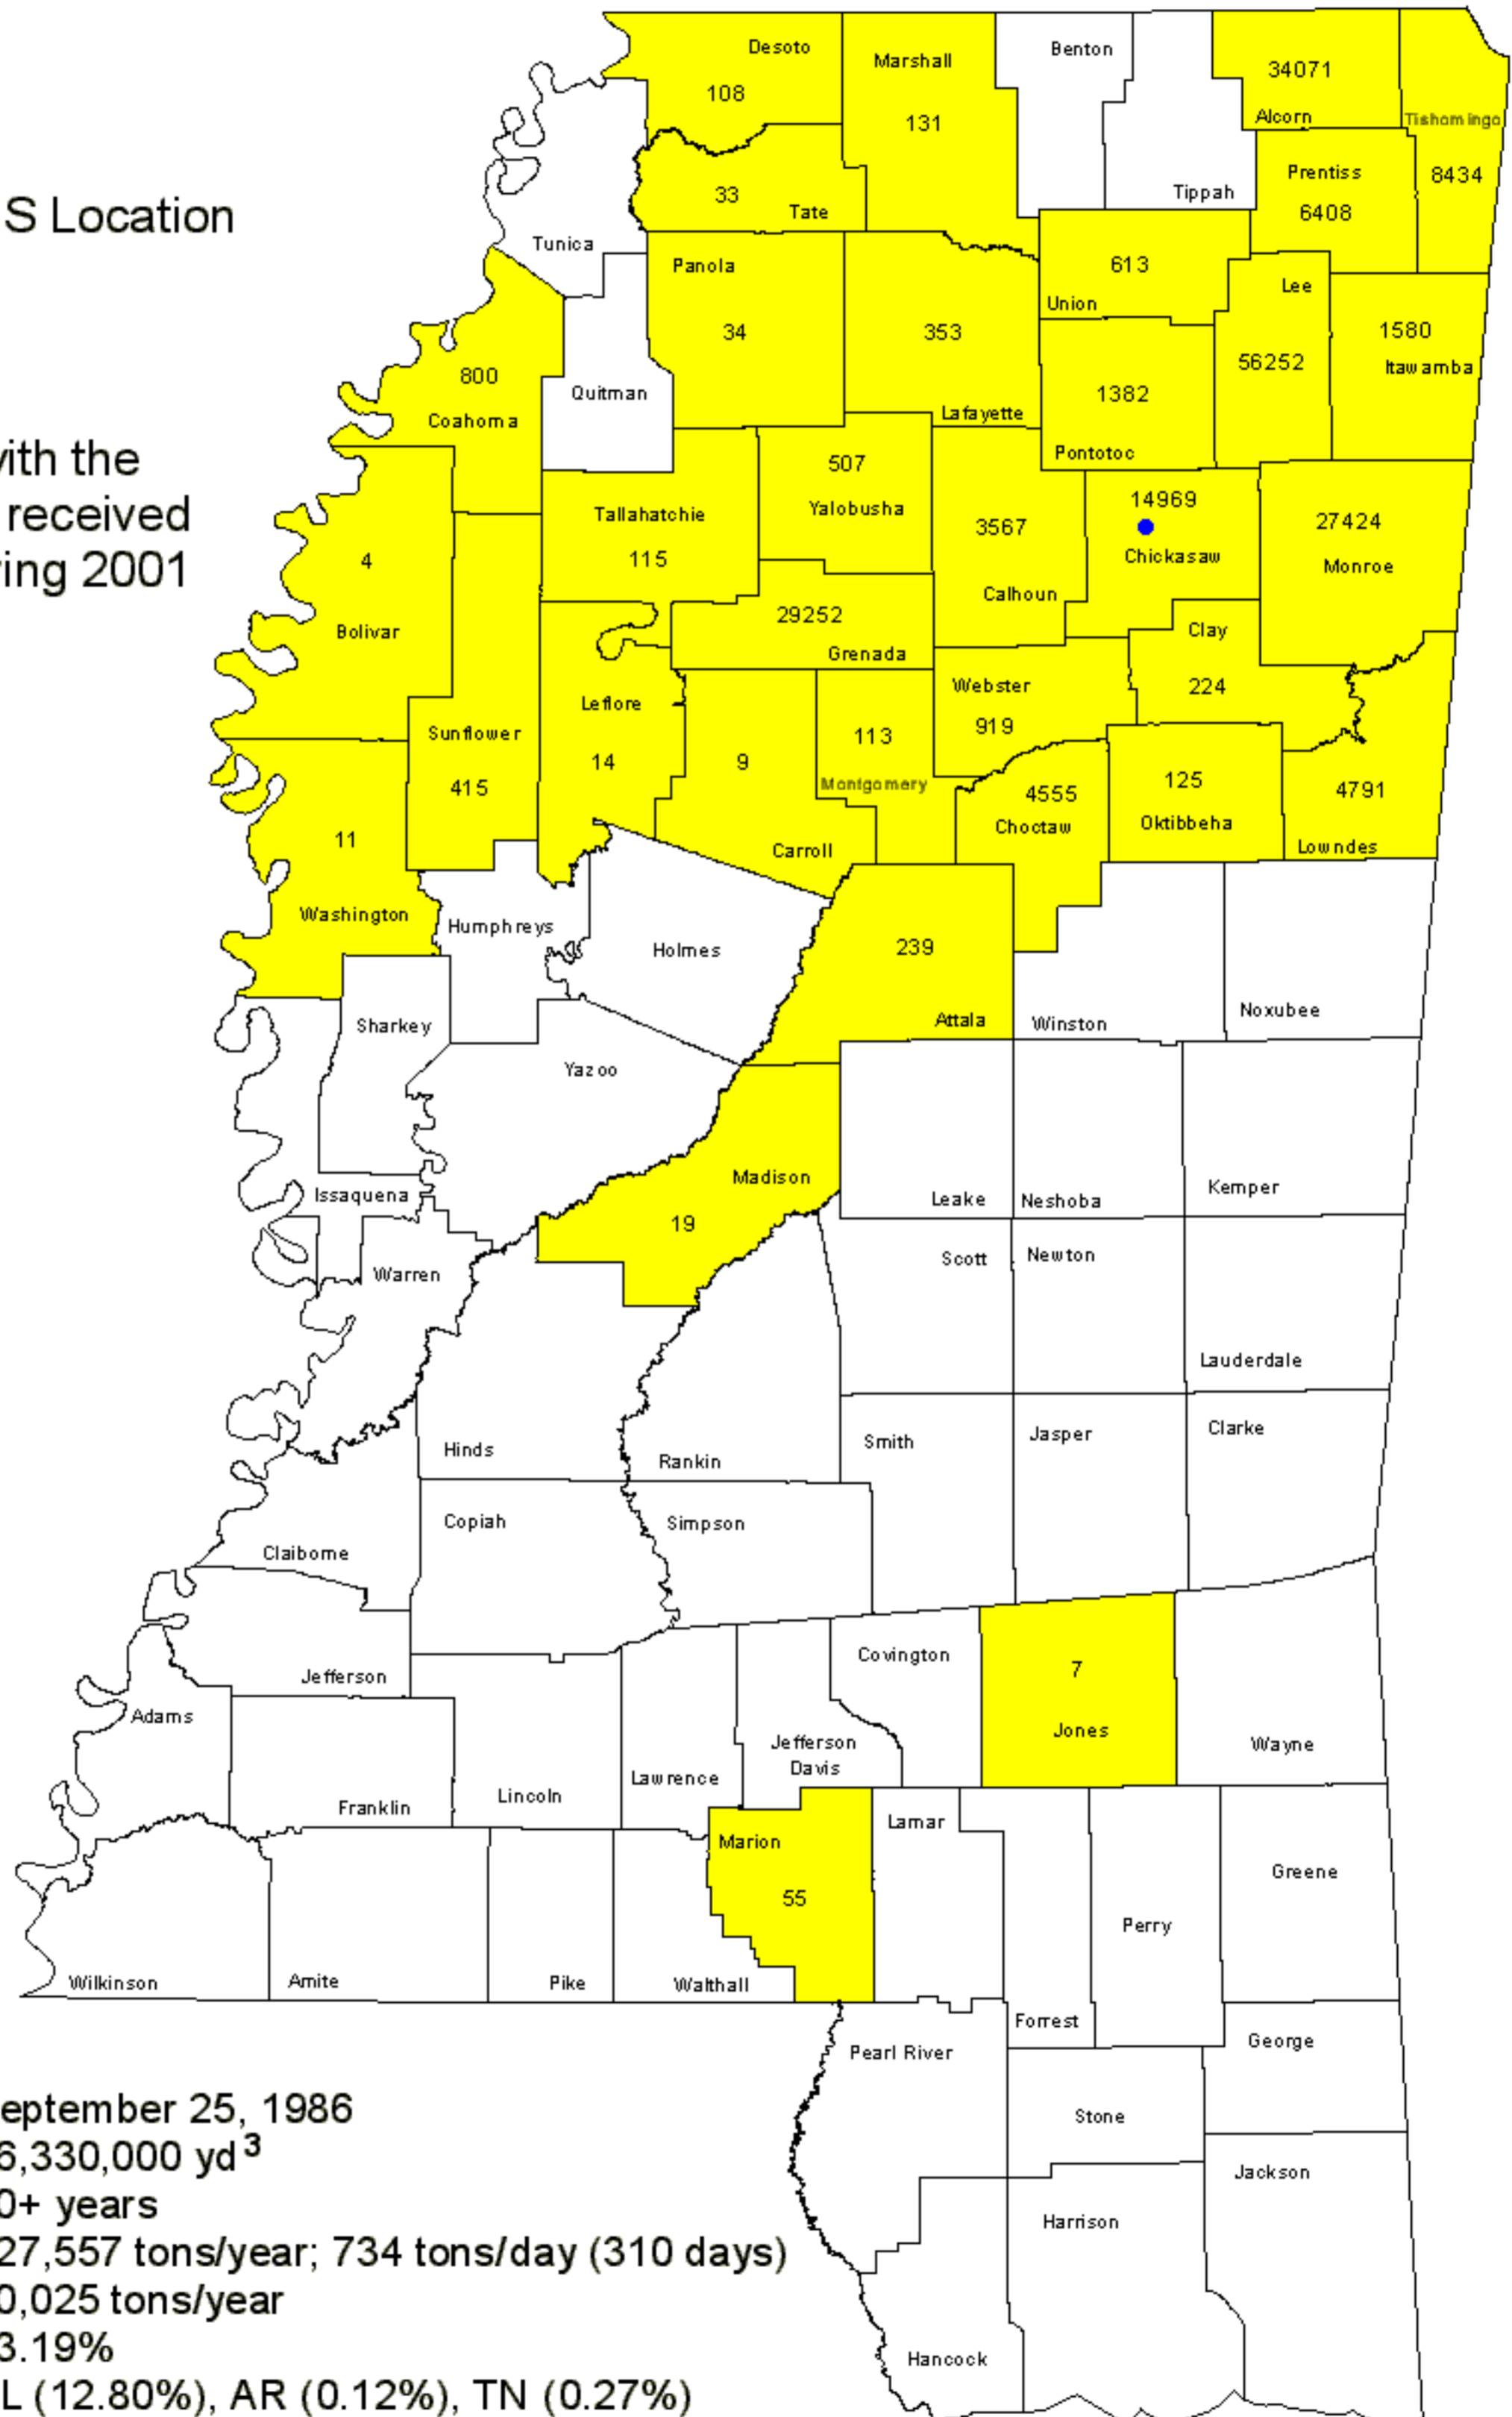 Desoto
108
Marshall
131
Benton
Tippah
34071
Alcorn
Tishomingo
8434
Prentiss
6408
S Location
33
Tate
Tunica
Panola
34
353
Lafayette
613
Union
Lee
56252
1580
Itawamba
800
Coahoma
Quitman
1382
Pontotoc
with the
received
ring 2001
507
Yalobusha
Tallahatchie
115
3567
Calhoun
14969
Chickasaw
27424
Monroe
4
Bolivar
29252
Grenada
Clay
224
Sunflower
415
Leflore
14
9
Carroll
113
Montgomery
Webster
919
4555
Choctaw
125
Oktibbeha
4791
Lowndes
11
Washington
Humphreys
Holmes
239
Attala
Winston
Noxubee
Sharkey
Yazoo
Issaquena
Madison
19
Leake
Neshoba
Kemper
Warren
Scott
Newton
Lauderdale
Hinds
Rankin
Smith
Jasper
Clarke
Claiborne
Copiah
Simpson
Jefferson
Adams
Covington
7
Jones
Wayne
Franklin
Lincoln
Lawrence
Jefferson
Davis
Marion
55
Lamar
Perry
Greene
Wilkinson
Amite
Pike
Walthall
Forrest
George
Pearl River
Stone
Jackson
Harrison
Hancock
eptember 25, 1986
6,330,000 yd³
0+ years
27,557 tons/year; 734 tons/day (310 days)
0,025 tons/year
3.19%
L (12.80%), AR (0.12%), TN (0.27%)